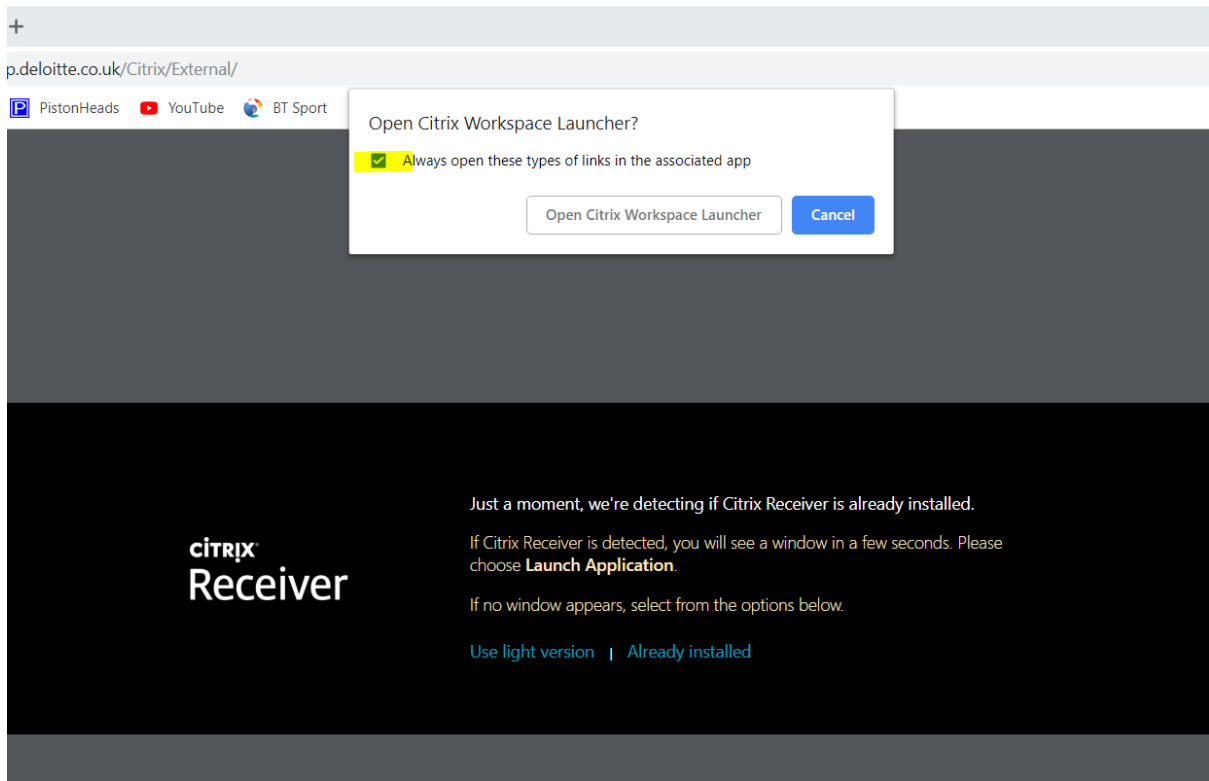 +
p.deloitte.co.uk/Citrix/External/
P PistonHeads YouTube BT Sport
Open Citrix Workspace Launcher?
Always open these types of links in the associated app
Open Citrix Workspace Launcher Cancel
Just a moment, we're detecting if Citrix Receiver is already installed.
If Citrix Receiver is detected, you will see a window in a few seconds. Please
choose Launch Application.
If no window appears, select from the options below.
Use light version | Already installed
CITRIX
Receiver